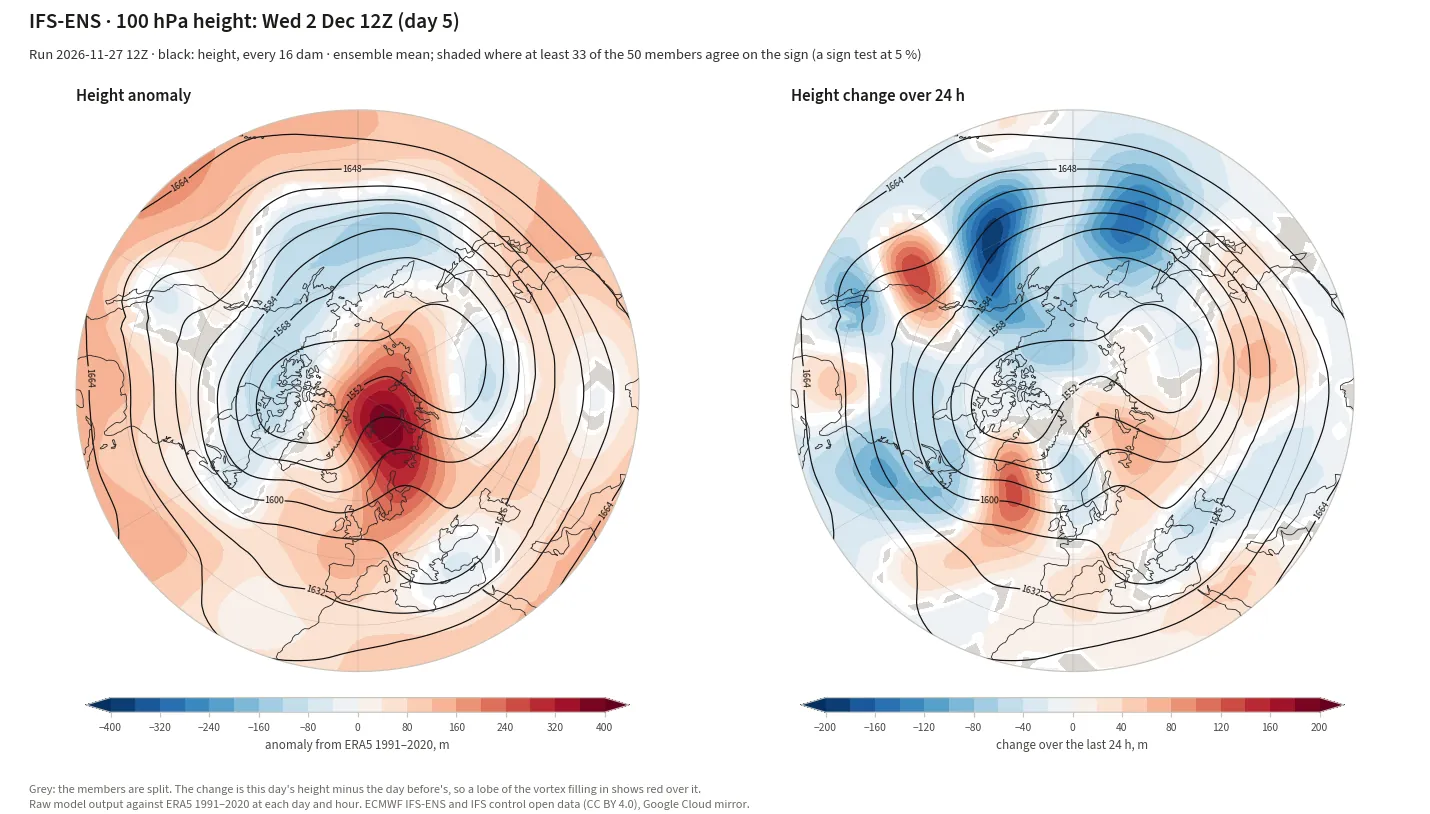 IFS-ENS · 100 hPa height: Wed 2 Dec 12Z (day 5)
Run 2026-11-27 12Z · black: height, every 16 dam · ensemble mean; shaded where at least 33 of the 50 members agree on the sign (a sign test at 5 %)
Height anomaly
Height change over 24 h
1648
1664
1584
1568
1664
1552
1600
1616
1664
1632
1648
1664
1584
1568
1664
1552
1600
1616
1664
1632
−400 −320 −240 −160 −80 0 80 160 240 320 400
anomaly from ERA5 1991–2020, m
−200 −160 −120 −80 −40 0 40 80 120 160 200
change over the last 24 h, m
Grey: the members are split. The change is this day's height minus the day before's, so a lobe of the vortex filling in shows red over it.
Raw model output against ERA5 1991–2020 at each day and hour. ECMWF IFS-ENS and IFS control open data (CC BY 4.0), Google Cloud mirror.